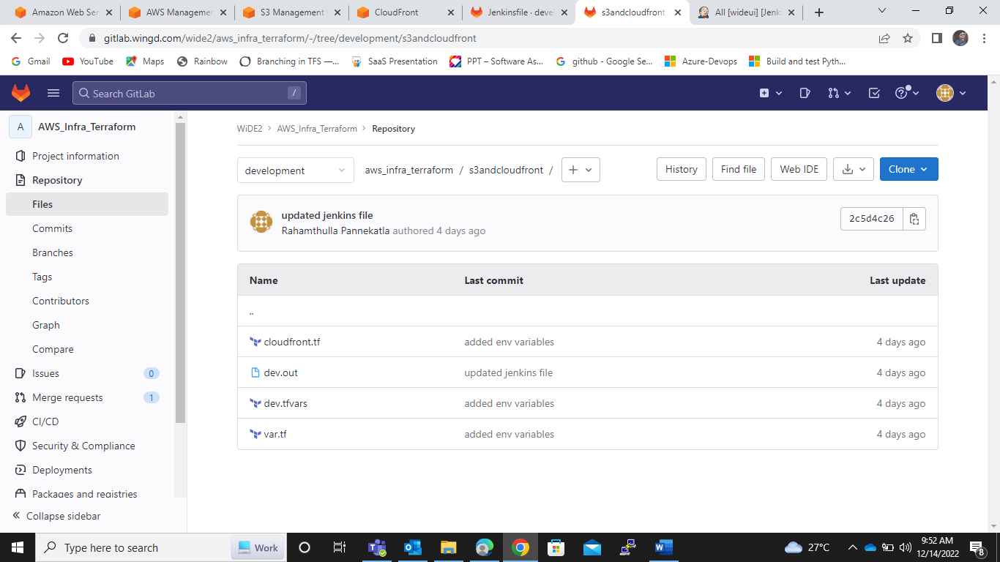 Amazon Web Ser
AWS Manageme
S3 Management
CloudFront
Jenkinsfile · deve
s3andcloudfront
All [wideui] [Jenk
gitlab.wingd.com/wide2/aws_infra_terraform/-/tree/development/s3andcloudfront
Gmail
YouTube
Maps
Rainbow
Branching in TFS —...
SaaS Presentation
PPT – Software As...
github - Google Se...
Azure-Devops
Build and test Pyth...
Search GitLab
/
A
AWS_Infra_Terraform
Project information
Repository
Files
Commits
Branches
Tags
Contributors
Graph
Compare
Issues
0
Merge requests
1
CI/CD
Security & Compliance
Deployments
Packages and registries
Collapse sidebar
WiDE2 > AWS_Infra_Terraform > Repository
development
aws_infra_terraform / s3andcloudfront /
History
Find file
Web IDE
Clone
updated jenkins file
Rahamthulla Pannekatla authored 4 days ago
2c5d4c26
Name Last commit Last update
..
cloudfront.tf added env variables 4 days ago
dev.out updated jenkins file 4 days ago
dev.tfvars added env variables 4 days ago
var.tf added env variables 4 days ago
Type here to search
Work
27°C
9:52 AM
12/14/2022
8